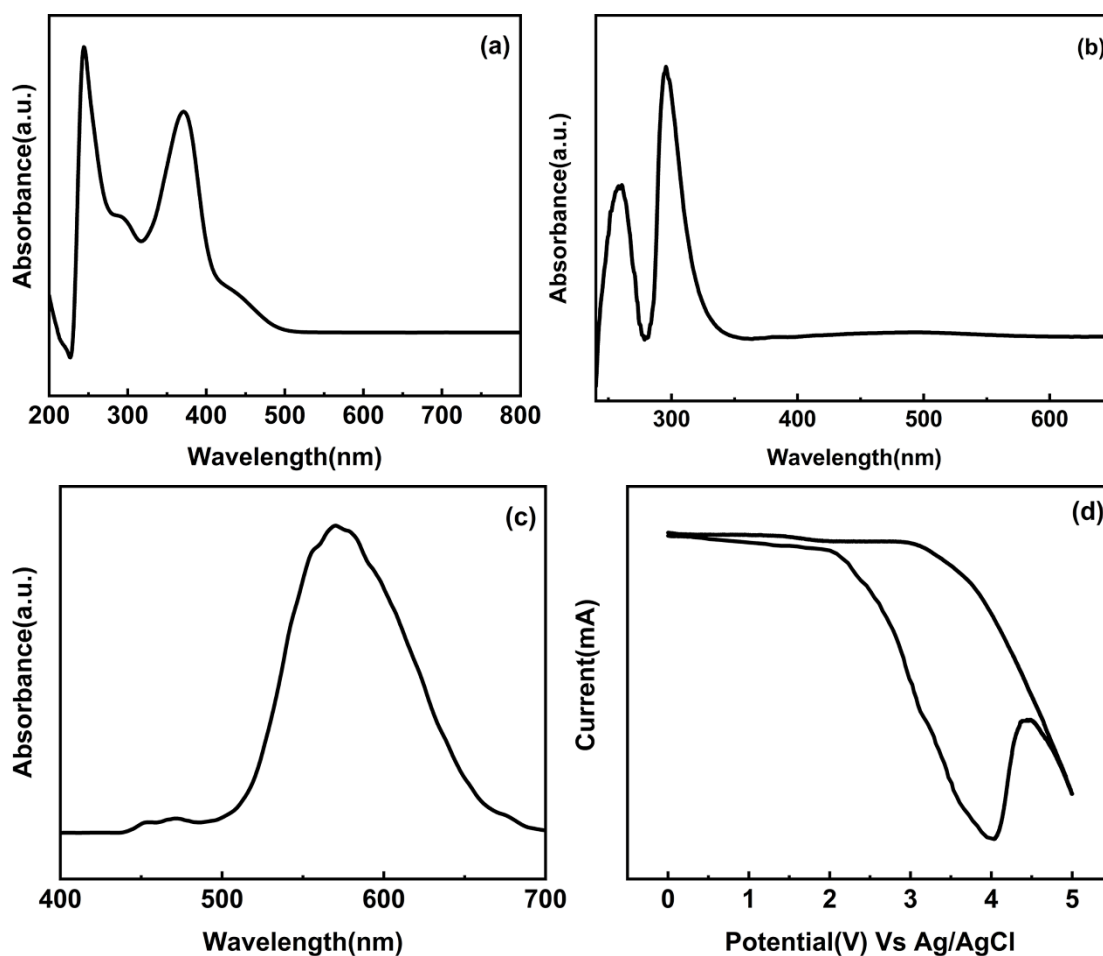 (a)
Absorbance(a.u.)
200 300 400 500 600 700 800
Wavelength(nm)
(b)
Absorbance(a.u.)
300 400 500 600
Wavelength(nm)
(c)
Absorbance(a.u.)
400 500 600 700
Wavelength(nm)
(d)
Current(mA)
0 1 2 3 4 5
Potential(V) Vs Ag/AgCl